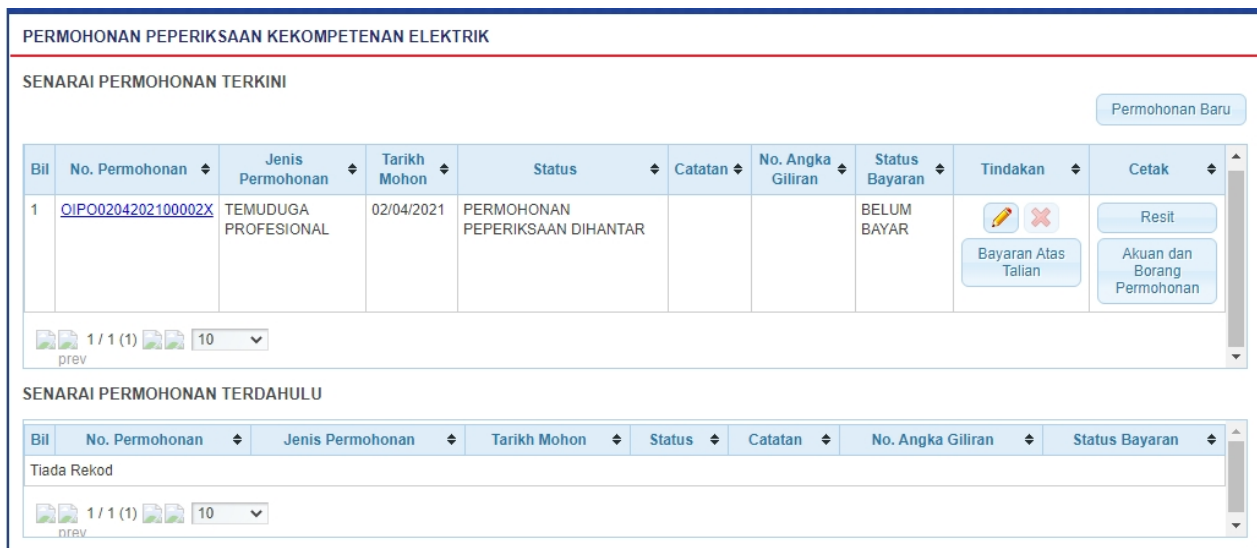 PERMOHONAN PEPERIKSAAN KEKOMPETENAN ELEKTRIK
SENARAI PERMOHONAN TERKINI
Permohonan Baru
Bil No. Permohonan Jenis Permohonan Tarikh Mohon Status Catatan No. Angka Giliran Status Bayaran Tindakan Cetak
1 OIPO0204202100002X TEMUDUGA PROFESIONAL 02/04/2021 PERMOHONAN PEPERIKSAAN DIHANTAR BELUM BAYAR
Bayaran Atas Talian
Resit
Akuan dan Borang Permohonan
1 / 1 (1) 10
prev
SENARAI PERMOHONAN TERDAHULU
Bil No. Permohonan Jenis Permohonan Tarikh Mohon Status Catatan No. Angka Giliran Status Bayaran
Tiada Rekod
1 / 1 (1) 10
prev